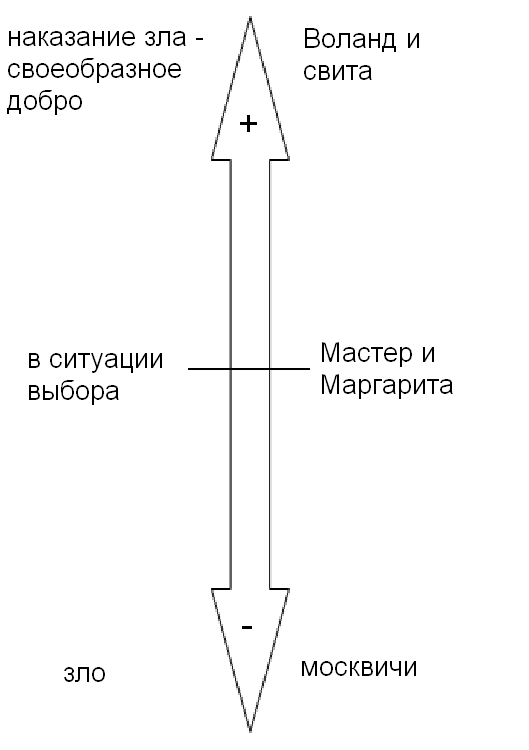 наказание зла -
своеобразное
добро
Воланд и
свита
+
в ситуации
выбора
Мастер и
Маргарита
-
зло
москвичи